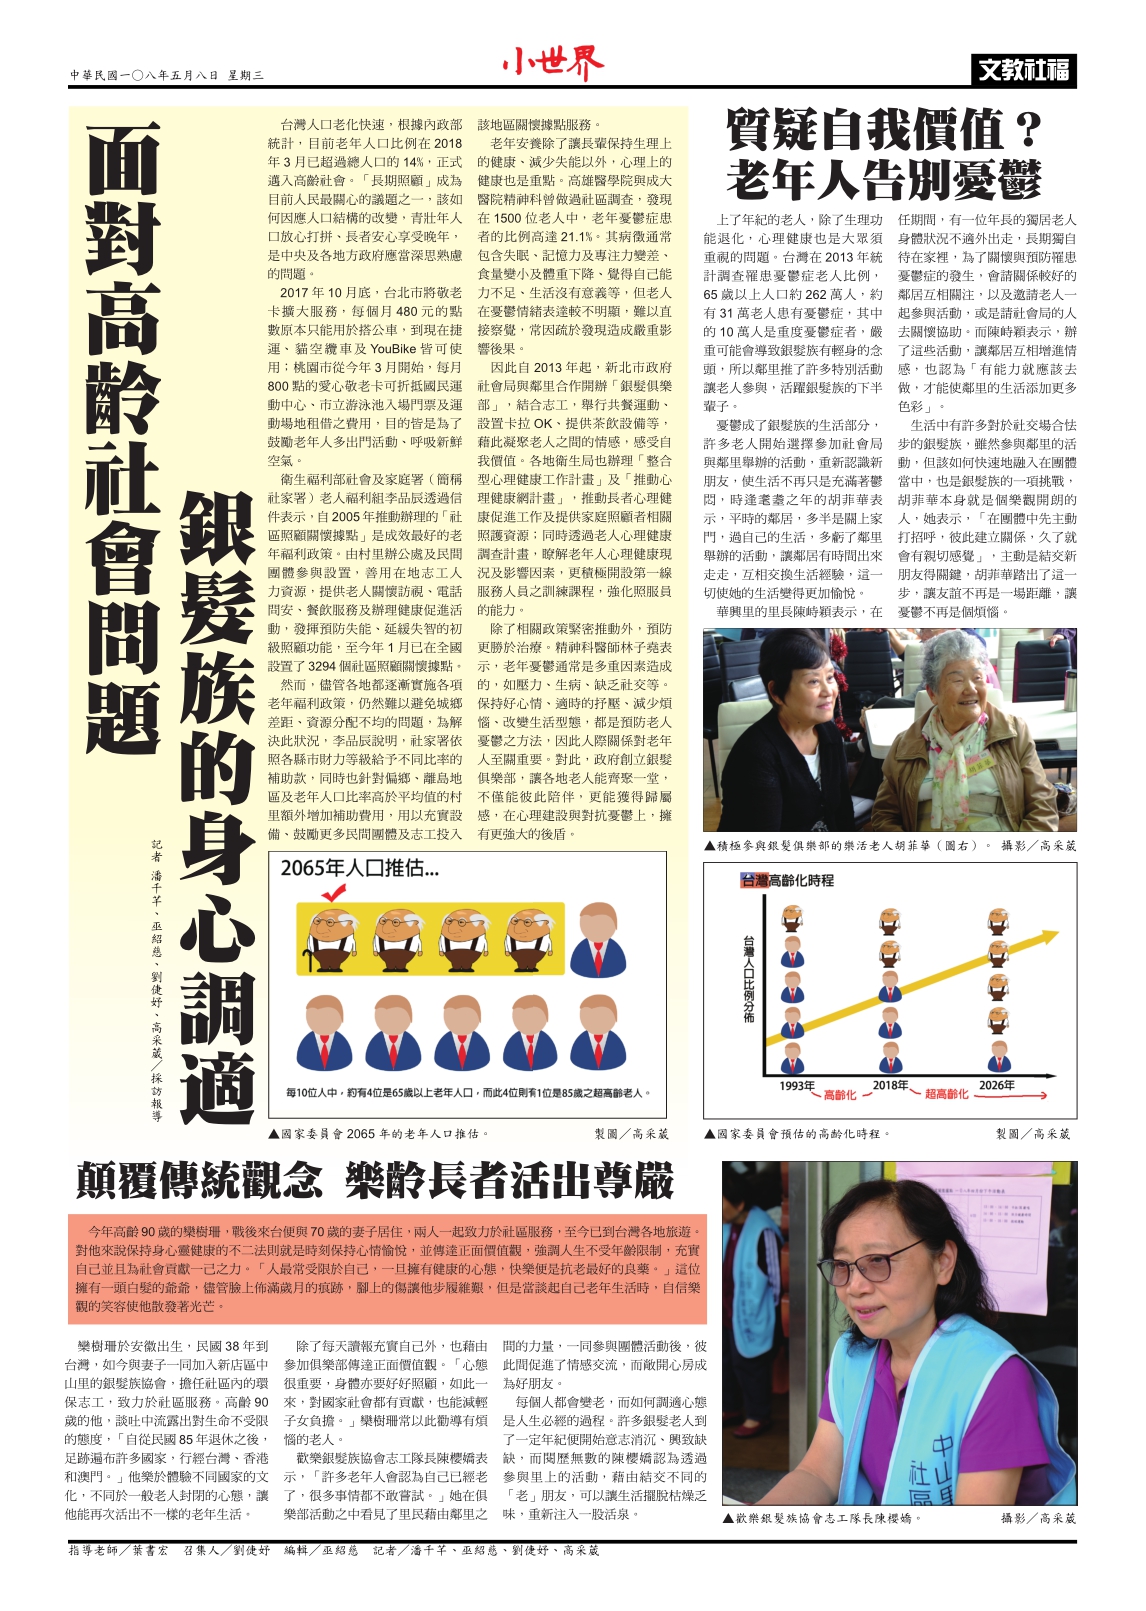 中華民國一〇八年五月八日 星期三
小世界
文教社福
面對高齡社會問題
銀髮族的身心調適
記者 潘千芊、巫紹慈、劉倢妤、高采葳／採訪報導
台灣人口老化快速，根據內政部
統計，目前老年人口比例在 2018
年 3 月已超過總人口的 14%，正式
邁入高齡社會。「長期照顧」成為
目前人民最關心的議題之一，該如
何因應人口結構的改變，青壯年人
口放心打拼、長者安心享受晚年，
是中央及各地方政府應當深思熟慮
的問題。
2017 年 10 月底，台北市將敬老
卡擴大服務，每個月 480 元的點
數原本只能用於搭公車，到現在捷
運、貓空纜車及 YouBike 皆可使
用；桃園市從今年 3 月開始，每月
800 點的愛心敬老卡可折抵國民運
動中心、市立游泳池入場門票及運
動場地租借之費用，目的皆是為了
鼓勵老年人多出門活動、呼吸新鮮
空氣。
衛生福利部社會及家庭署（簡稱
社家署）老人福利組李品辰透過信
件表示，自 2005 年推動辦理的「社
區照顧關懷據點」是成效最好的老
年福利政策。由村里辦公處及民間
團體參與設置，善用在地志工人
力資源，提供老人關懷訪視、電話
問安、餐飲服務及辦理健康促進活
動，發揮預防失能、延緩失智的初
級照顧功能，至今年 1 月已在全國
設置了 3294 個社區照顧關懷據點。
然而，儘管各地都逐漸實施各項
老年福利政策，仍然難以避免城鄉
差距、資源分配不均的問題，為解
決此狀況，李品辰說明，社家署依
照各縣市財力等級給予不同比率的
補助款，同時也針對偏鄉、離島地
區及老年人口比率高於平均值的村
里額外增加補助費用，用以充實設
備、鼓勵更多民間團體及志工投入
該地區關懷據點服務。
老年安養除了讓長輩保持生理上
的健康、減少失能以外，心理上的
健康也是重點。高雄醫學院與成大
醫院精神科曾做過社區調查，發現
在 1500 位老人中，老年憂鬱症患
者的比例高達 21.1%。其病徵通常
包含失眠、記憶力及專注力變差、
食量變小及體重下降、覺得自己能
力不足、生活沒有意義等，但老人
在憂鬱情緒表達較不明顯，難以直
接察覺，常因疏於發現造成嚴重影
響後果。
因此自 2013 年起，新北市政府
社會局與鄰里合作開辦「銀髮俱樂
部」，結合志工，舉行共餐運動、
設置卡拉 OK、提供茶飲設備等，
藉此凝聚老人之間的情感，感受自
我價值。各地衛生局也辦理「整合
型心理健康工作計畫」及「推動心
理健康網計畫」，推動長者心理健
康促進工作及提供家庭照顧者相關
照護資源；同時透過老人心理健康
調查計畫，瞭解老年人心理健康現
況及影響因素，更積極開設第一線
服務人員之訓練課程，強化照服員
的能力。
除了相關政策緊密推動外，預防
更勝於治療。精神科醫師林子堯表
示，老年憂鬱通常是多重因素造成
的，如壓力、生病、缺乏社交等。
保持好心情、適時的抒壓、減少煩
惱、改變生活型態，都是預防老人
憂鬱之方法，因此人際關係對老年
人至關重要。對此，政府創立銀髮
俱樂部，讓各地老人能齊聚一堂，
不僅能彼此陪伴，更能獲得歸屬
感，在心理建設與對抗憂鬱上，擁
有更強大的後盾。
2065年人口推估...
每10位人中，約有4位是65歲以上老年人口，而此4位則有1位是85歲之超高齡老人。
▲國家委員會 2065 年的老年人口推估。 製圖／高采葳
質疑自我價值？
老年人告別憂鬱
上了年紀的老人，除了生理功
能退化，心理健康也是大眾須
重視的問題。台灣在 2013 年統
計調查罹患憂鬱症老人比例，
65 歲以上人口約 262 萬人，約
有 31 萬老人患有憂鬱症，其中
的 10 萬人是重度憂鬱症者，嚴
重可能會導致銀髮族有輕身的念
頭，所以鄰里推了許多特別活動
讓老人參與，活躍銀髮族的下半
輩子。
憂鬱成了銀髮族的生活部分，
許多老人開始選擇參加社會局
與鄰里舉辦的活動，重新認識新
朋友，使生活不再只是充滿著鬱
悶，時逢耄耋之年的胡菲華表
示，平時的鄰居，多半是關上家
門，過自己的生活，多虧了鄰里
舉辦的活動，讓鄰居有時間出來
走走，互相交換生活經驗，這一
切使她的生活變得更加愉悅。
華興里的里長陳峙穎表示，在
任期間，有一位年長的獨居老人
身體狀況不適外出走，長期獨自
待在家裡，為了關懷與預防罹患
憂鬱症的發生，會請關係較好的
鄰居互相關注，以及邀請老人一
起參與活動，或是請社會局的人
去關懷協助。而陳峙穎表示，辦
了這些活動，讓鄰居互相增進情
感，也認為「有能力就應該去
做，才能使鄰里的生活添加更多
色彩」。
生活中有許多對於社交場合怯
步的銀髮族，雖然參與鄰里的活
動，但該如何快速地融入在團體
當中，也是銀髮族的一項挑戰，
胡菲華本身就是個樂觀開朗的
人，她表示，「在團體中先主動
打招呼，彼此建立關係，久了就
會有親切感覺」，主動是結交新
朋友得關鍵，胡菲華踏出了這一
步，讓友誼不再是一場距離，讓
憂鬱不再是個煩惱。
▲積極參與銀髮俱樂部的樂活老人胡菲華（圖右）。 攝影／高采葳
台灣高齡化時程
台灣人口比例分佈
1993年 2018年 2026年
高齡化 超高齡化
▲國家委員會預估的高齡化時程。 製圖／高采葳
顛覆傳統觀念 樂齡長者活出尊嚴
今年高齡 90 歲的欒樹珊，戰後來台便與 70 歲的妻子居住，兩人一起致力於社區服務，至今已到台灣各地旅遊。
對他來說保持身心靈健康的不二法則就是時刻保持心情愉悅，並傳達正面價值觀，強調人生不受年齡限制，充實
自己並且為社會貢獻一己之力。「人最常受限於自己，一旦擁有健康的心態，快樂便是抗老最好的良藥。」這位
擁有一頭白髮的爺爺，儘管臉上佈滿歲月的痕跡，腳上的傷讓他步履維艱，但是當談起自己老年生活時，自信樂
觀的笑容使他散發著光芒。
欒樹珊於安徽出生，民國 38 年到
台灣，如今與妻子一同加入新店區中
山里的銀髮族協會，擔任社區內的環
保志工，致力於社區服務。高齡 90
歲的他，談吐中流露出對生命不受限
的態度，「自從民國 85 年退休之後，
足跡遍布許多國家，行經台灣、香港
和澳門。」他樂於體驗不同國家的文
化，不同於一般老人封閉的心態，讓
他能再次活出不一樣的老年生活。
除了每天讀報充實自己外，也藉由
參加俱樂部傳達正面價值觀。「心態
很重要，身體亦要好好照顧，如此一
來，對國家社會都有貢獻，也能減輕
子女負擔。」欒樹珊常以此勸導有煩
惱的老人。
歡樂銀髮族協會志工隊長陳櫻嬌表
示，「許多老年人會認為自己已經老
了，很多事情都不敢嘗試。」她在俱
樂部活動之中看見了里民藉由鄰里之
間的力量，一同參與團體活動後，彼
此間促進了情感交流，而敞開心房成
為好朋友。
每個人都會變老，而如何調適心態
是人生必經的過程。許多銀髮老人到
了一定年紀便開始意志消沉、興致缺
缺，而閱歷無數的陳櫻嬌認為透過
參與里上的活動，藉由結交不同的
「老」朋友，可以讓生活擺脫枯燥乏
味，重新注入一股活泉。
中山里
社區
▲歡樂銀髮族協會志工隊長陳櫻嬌。 攝影／高采葳
指導老師／葉書宏 召集人／劉倢妤 編輯／巫紹慈 記者／潘千芊、巫紹慈、劉倢妤、高采葳